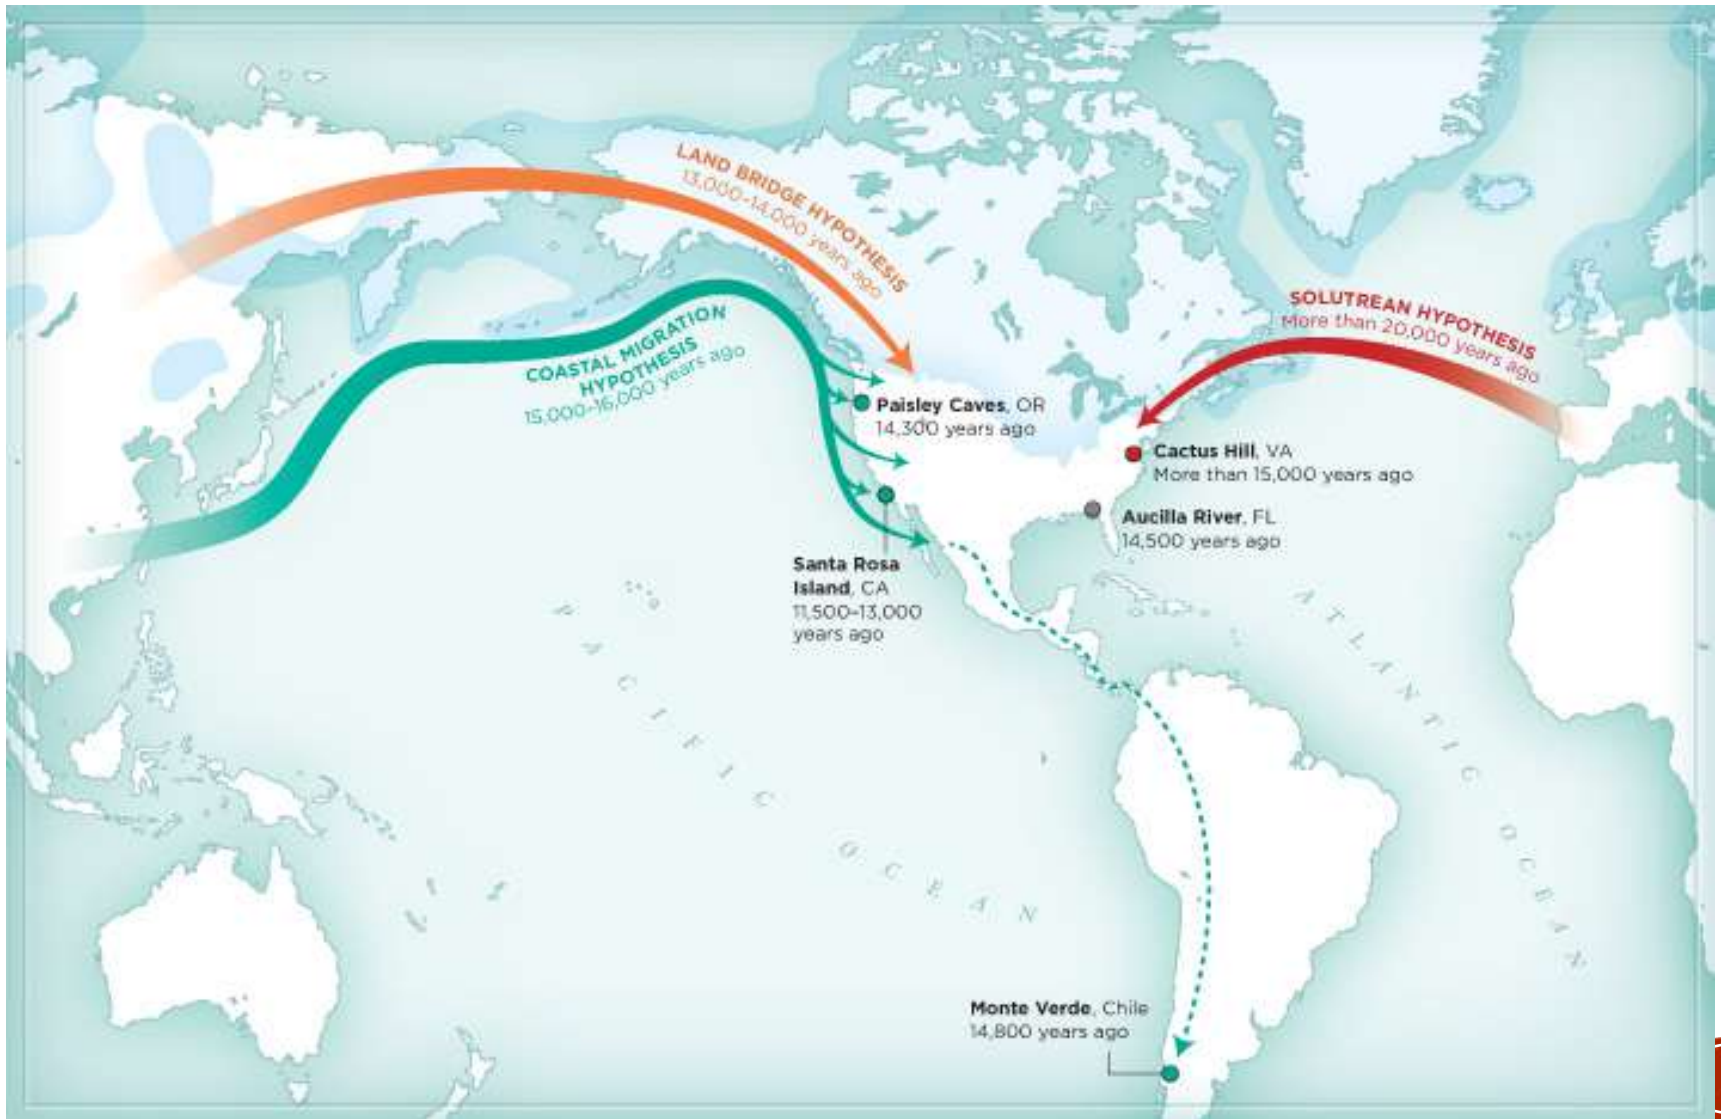 LAND BRIDGE HYPOTHESIS
13,000-14,000 years ago
COASTAL MIGRATION
HYPOTHESIS
15,000-16,000 years ago
SOLUTREAN HYPOTHESIS
More than 20,000 years ago
Paisley Caves, OR
14,300 years ago
Cactus Hill, VA
More than 15,000 years ago
Aucilla River, FL
14,500 years ago
Santa Rosa
Island, CA
11,500-13,000
years ago
PACIFIC OCEAN
ATLANTIC OCEAN
Monte Verde, Chile
14,800 years ago